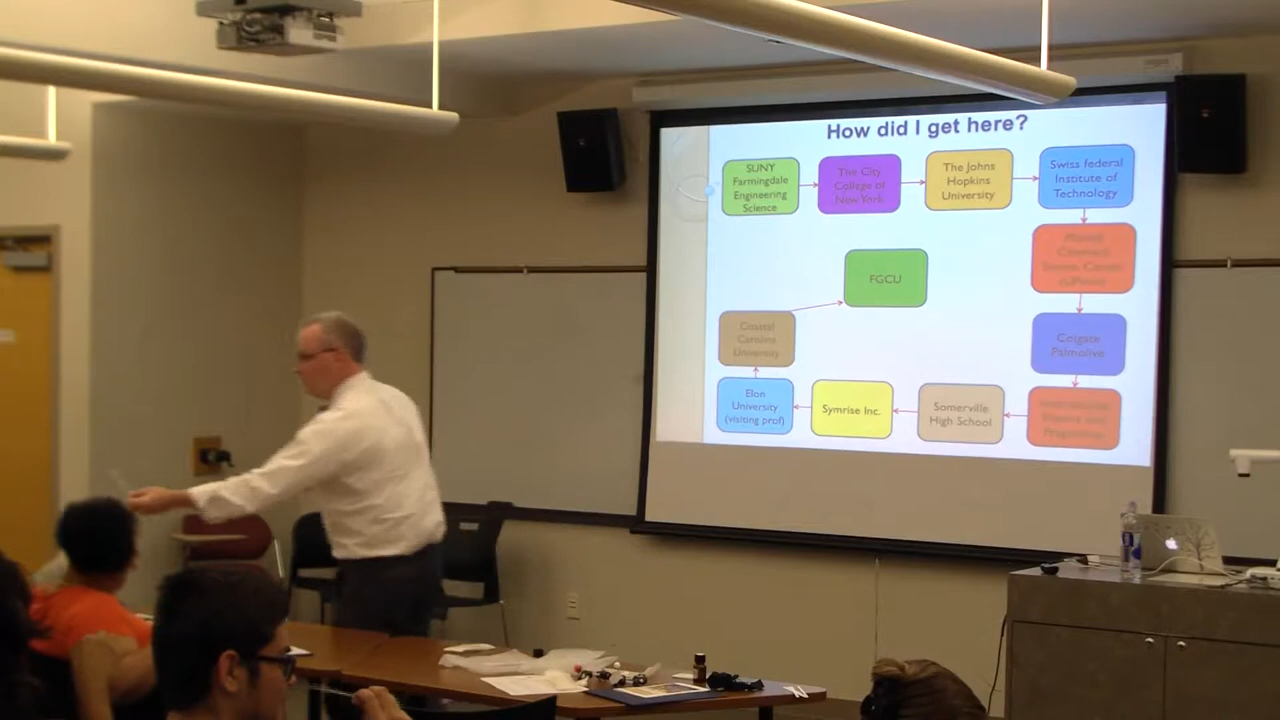 How did I get here?
SUNY
Farmingdale
Engineering
Science
The City
College of
New York
The Johns
Hopkins
University
Swiss federal
Institute of
Technology
Colgate
Palmolive
Somerville
High School
Symrise Inc.
Elon
University
(visiting prof)
Coastal
Carolina
University
FGCU